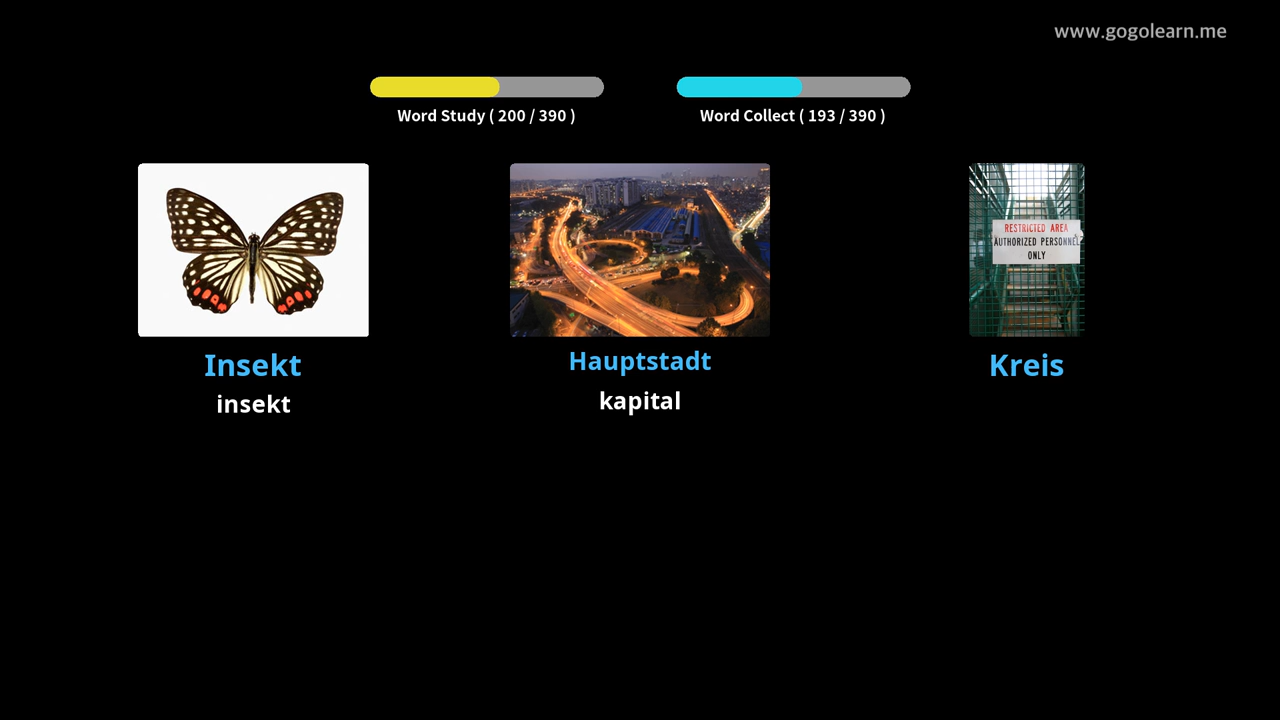 www.gogolearn.me
Word Study ( 200 / 390 )
Word Collect ( 193 / 390 )
RESTRICTED AREA
AUTHORIZED PERSONNEL
ONLY
Insekt
insekt
Hauptstadt
kapital
Kreis